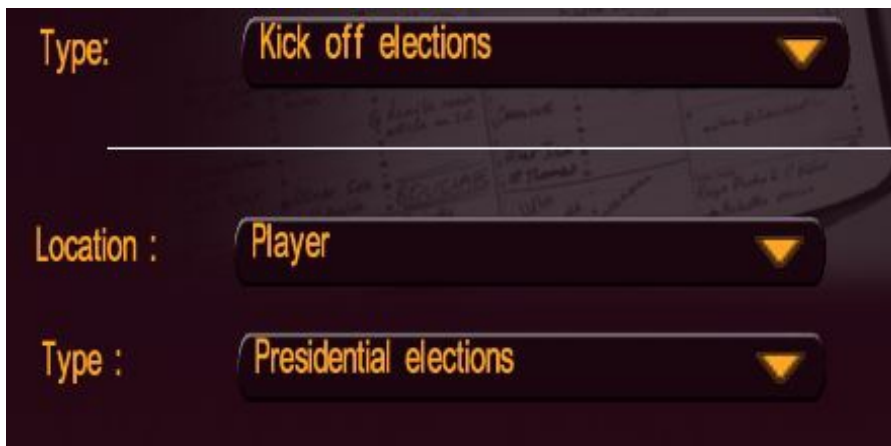 Type: Kick off elections
Location : Player
Type : Presidential elections